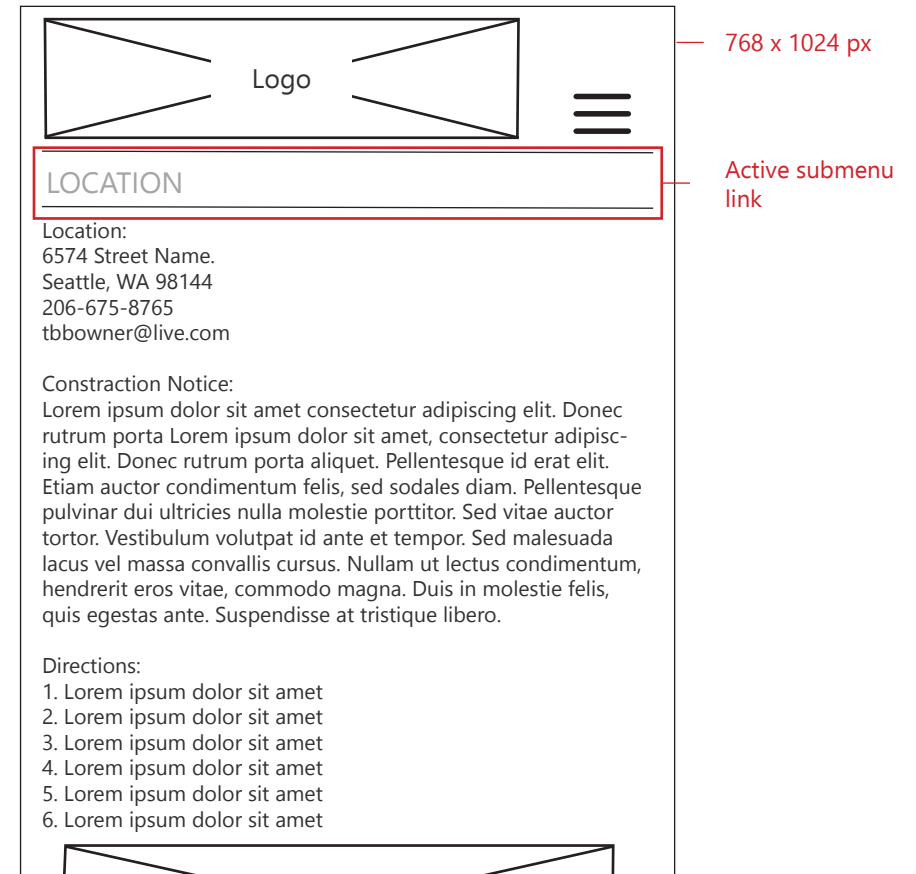 Logo
768 x 1024 px
LOCATION
Active submenu
link
Location:
6574 Street Name.
Seattle, WA 98144
206-675-8765
tbbowner@live.com
Constraction Notice:
Lorem ipsum dolor sit amet consectetur adipiscing elit. Donec
rutrum porta Lorem ipsum dolor sit amet, consectetur adipisc-
ing elit. Donec rutrum porta aliquet. Pellentesque id erat elit.
Etiam auctor condimentum felis, sed sodales diam. Pellentesque
pulvinar dui ultricies nulla molestie porttitor. Sed vitae auctor
tortor. Vestibulum volutpat id ante et tempor. Sed malesuada
lacus vel massa convallis cursus. Nullam ut lectus condimentum,
hendrerit eros vitae, commodo magna. Duis in molestie felis,
quis egestas ante. Suspendisse at tristique libero.
Directions:
1. Lorem ipsum dolor sit amet
2. Lorem ipsum dolor sit amet
3. Lorem ipsum dolor sit amet
4. Lorem ipsum dolor sit amet
5. Lorem ipsum dolor sit amet
6. Lorem ipsum dolor sit amet